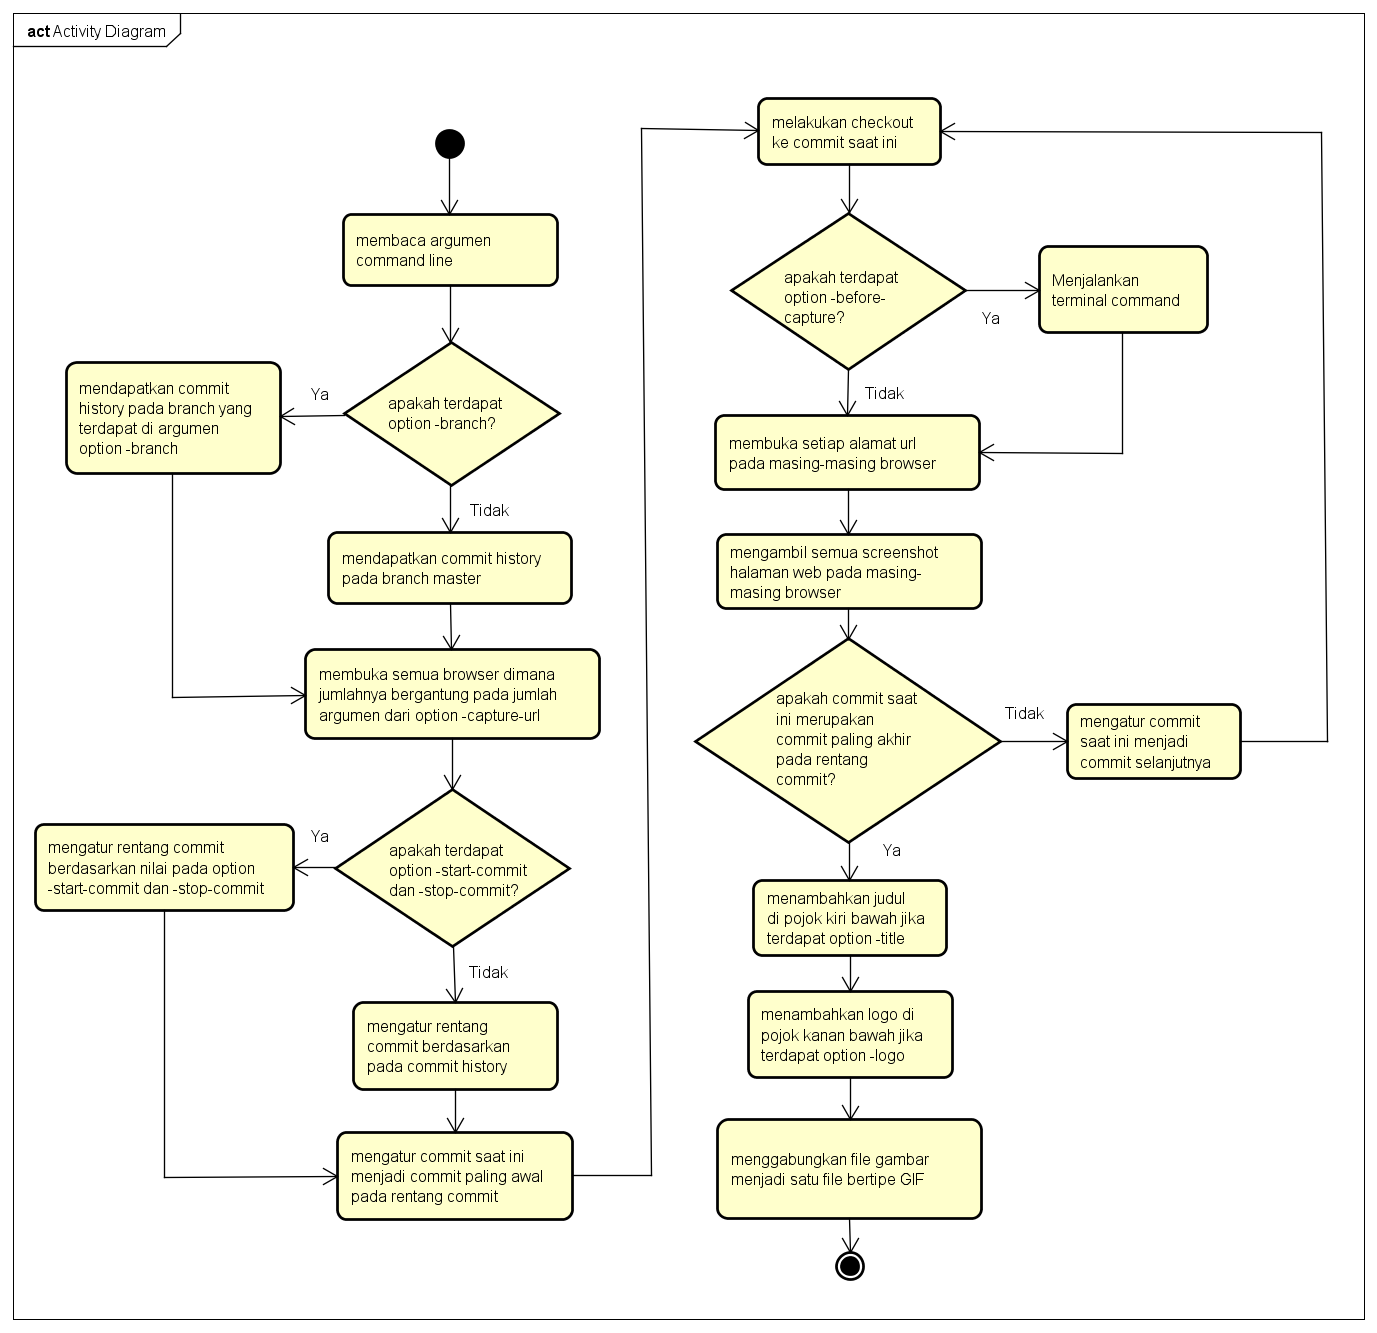 act Activity Diagram
membaca argumen
command line
apakah terdapat
option -branch?
Ya
mendapatkan commit
history pada branch yang
terdapat di argumen
option -branch
Tidak
mendapatkan commit history
pada branch master
membuka semua browser dimana
jumlahnya bergantung pada jumlah
argumen dari option -capture-url
apakah terdapat
option -start-commit
dan -stop-commit?
Ya
mengatur rentang commit
berdasarkan nilai pada option
-start-commit dan -stop-commit
Tidak
mengatur rentang
commit berdasarkan
pada commit history
mengatur commit saat ini
menjadi commit paling awal
pada rentang commit
melakukan checkout
ke commit saat ini
apakah terdapat
option -before-
capture?
Ya
Menjalankan
terminal command
Tidak
membuka setiap alamat url
pada masing-masing browser
mengambil semua screenshot
halaman web pada masing-
masing browser
apakah commit saat
ini merupakan
commit paling akhir
pada rentang
commit?
Tidak
mengatur commit
saat ini menjadi
commit selanjutnya
Ya
menambahkan judul
di pojok kiri bawah jika
terdapat option -title
menambahkan logo di
pojok kanan bawah jika
terdapat option -logo
menggabungkan file gambar
menjadi satu file bertipe GIF